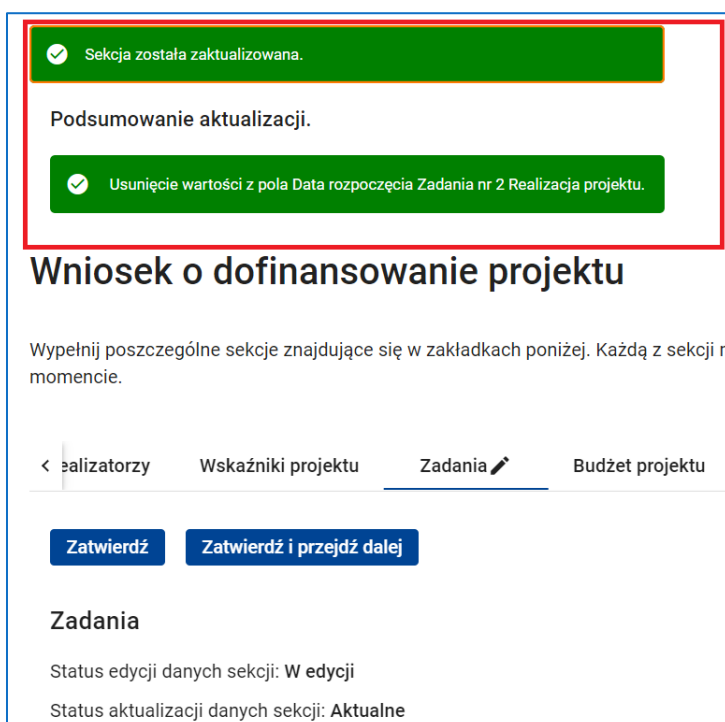 Sekcja została zaktualizowana.
Podsumowanie aktualizacji.
Usunięcie wartości z pola Data rozpoczęcia Zadania nr 2 Realizacja projektu.
Wniosek o dofinansowanie projektu
Wypełnij poszczególne sekcje znajdujące się w zakładkach poniżej. Każdą z sekcji
momencie.
ealizatorzy Wskaźniki projektu Zadania Budżet projektu
Zatwierdź Zatwierdź i przejdź dalej
Zadania
Status edycji danych sekcji: W edycji
Status aktualizacji danych sekcji: Aktualne